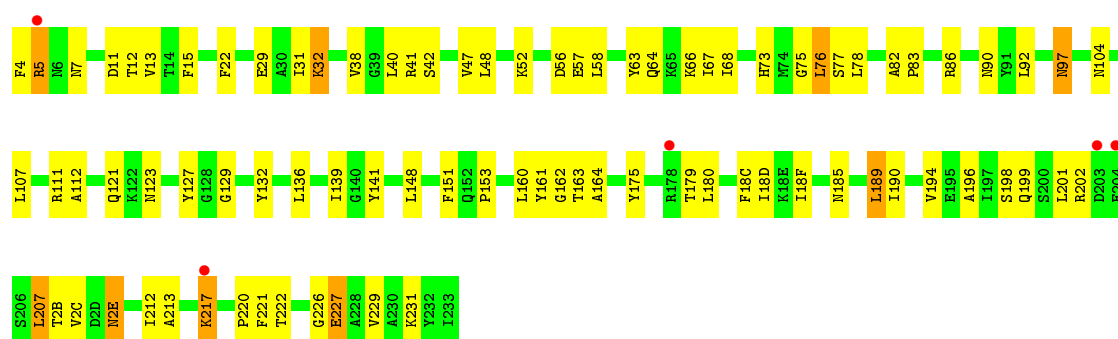 F4 R5 N6 N7 D11 T12 V13 T14 F15 F22 E29 A30 I31 K32 V38 G39 L40 R41 S42 V47 L48 K52 D56 E57 L58 Y63 Q64 K65 K66 I67 I68 H73 M74 G75 L76 S77 L78 A82 P83 R86 N90 Y91 L92 N97 N104
L107 R111 A112 Q121 K122 N123 Y127 G128 G129 Y132 L136 I139 G140 Y141 L148 F151 Q152 P153 L160 Y161 G162 T163 A164 Y175 R178 T179 L180 F18C I18D K18E I18F N185 L189 I190 V194 E195 A196 I197 S198 Q199 S200 L201 R202 D203
S206 L207 T2B V2C D2D N2E I212 A213 K217 P220 F221 T222 G226 E227 A228 V229 A230 K231 Y232 I233